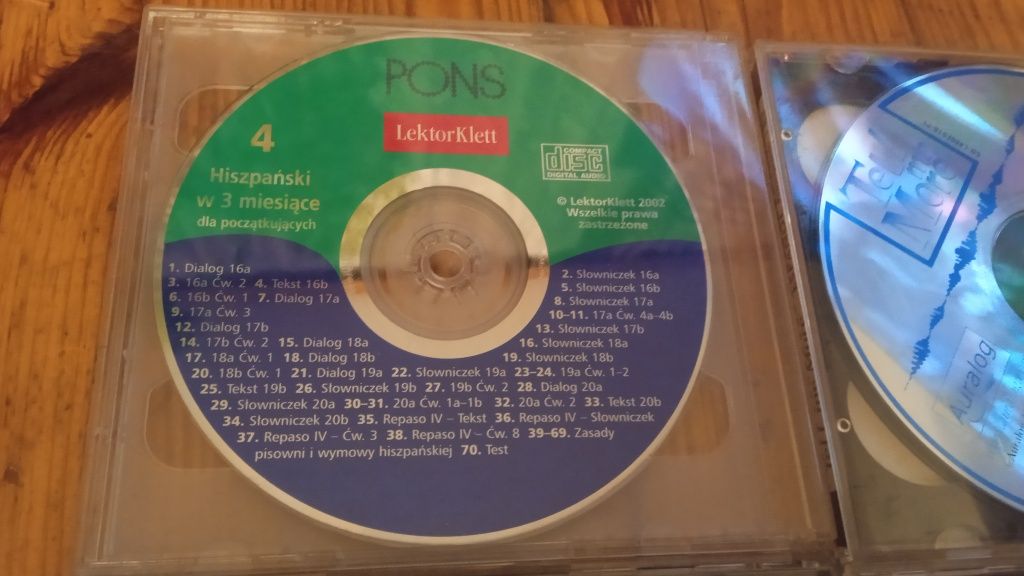 PONS
LektorKlett
4
Hiszpański
w 3 miesiące
dla początkujących
COMPACT
disc
DIGITAL AUDIO
© LektorKlett 2002
Wszelkie prawa
zastrzeżone
1. Dialog 16a 2. Słowniczek 16a
3. 16a Ćw. 2 4. Tekst 16b 5. Słowniczek 16b
6. 16b Ćw. 1 7. Dialog 17a 8. Słowniczek 17a
9. 17a Ćw. 3 10–11. 17a Ćw. 4a–4b
12. Dialog 17b 13. Słowniczek 17b
14. 17b Ćw. 2 15. Dialog 18a 16. Słowniczek 18a
17. 18a Ćw. 1 18. Dialog 18b 19. Słowniczek 18b
20. 18b Ćw. 1 21. Dialog 19a 22. Słowniczek 19a 23–24. 19a Ćw. 1–2
25. Tekst 19b 26. Słowniczek 19b 27. 19b Ćw. 2 28. Dialog 20a
29. Słowniczek 20a 30–31. 20a Ćw. 1a–1b 32. 20a Ćw. 2 33. Tekst 20b
34. Słowniczek 20b 35. Repaso IV – Tekst 36. Repaso IV – Słowniczek
37. Repaso IV – Ćw. 3 38. Repaso IV – Ćw. 8 39–69. Zasady
pisowni i wymowy hiszpańskiej 70. Test
Tell me
More
Auralog